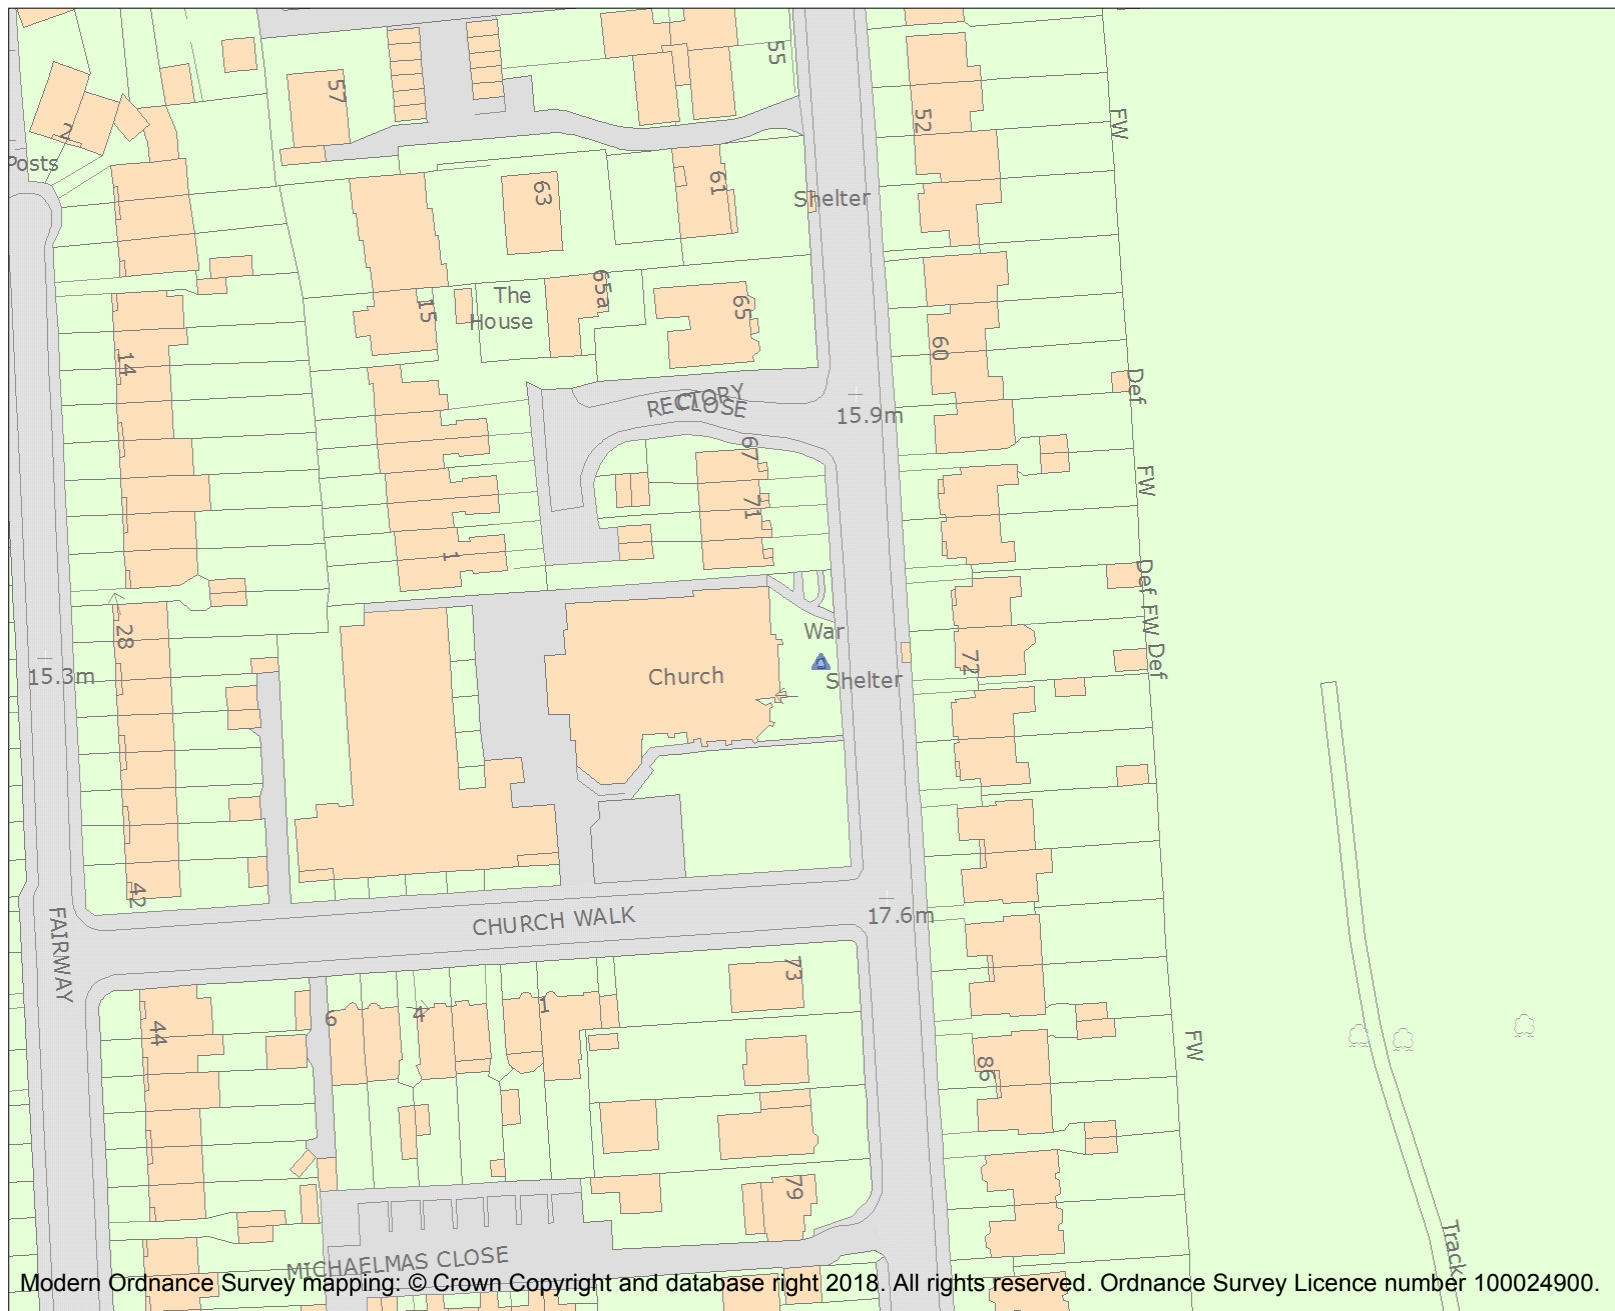 55
57
52
FW
2
Posts
63
61
Shelter
The
House
65a
15
65
14
60
RECTORY
CLOSE
Def
15.9m
67
71
FW
1
Def FW Def
28
War
15.3m
Church
Shelter
72
42
CHURCH WALK
17.6m
FAIRWAY
73
6
4
1
44
FW
86
79
Track
MICHAELMAS CLOSE
Modern Ordnance Survey mapping: © Crown Copyright and database right 2018. All rights reserved. Ordnance Survey Licence number 100024900.